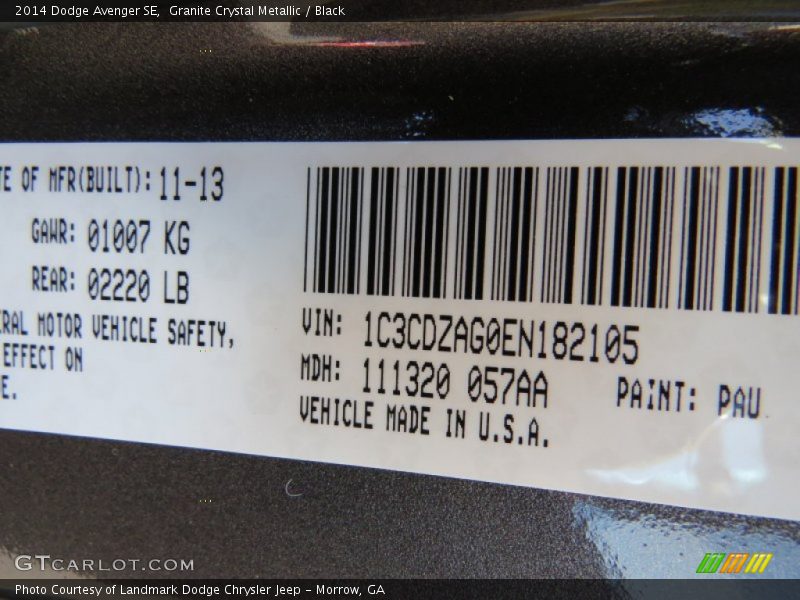 2014 Dodge Avenger SE, Granite Crystal Metallic / Black
TE OF MFR(BUILT): 11-13
GAWR: 01007 KG
REAR: 02220 LB
ERAL MOTOR VEHICLE SAFETY,
EFFECT ON
E.
VIN: 1C3CDZAG0EN182105
MDH: 111320 057AA
PAINT: PAU
VEHICLE MADE IN U.S.A.
GTCARLOT.COM
Photo Courtesy of Landmark Dodge Chrysler Jeep - Morrow, GA